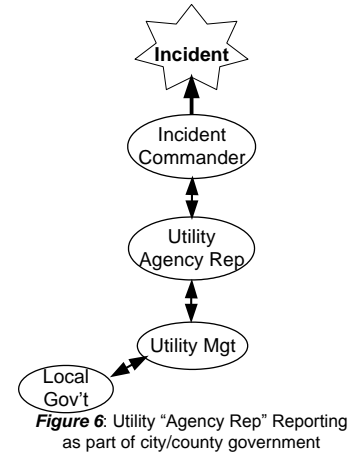 Incident
Incident
Commander
Utility
Agency Rep
Utility Mgt
Local
Gov't
Figure 6: Utility “Agency Rep” Reporting
as part of city/county government